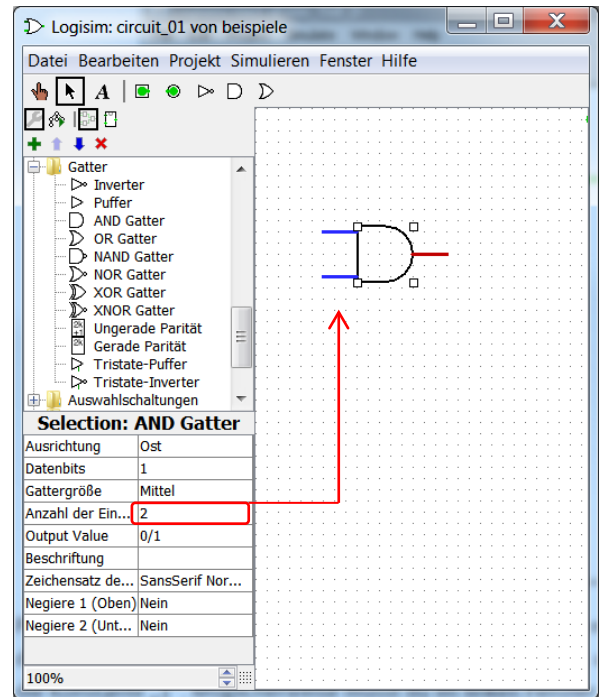 Logisim: circuit_01 von beispiele
Datei Bearbeiten Projekt Simulieren Fenster Hilfe
A
Gatter
Inverter
Puffer
AND Gatter
OR Gatter
NAND Gatter
NOR Gatter
XOR Gatter
XNOR Gatter
Ungerade Parität
Gerade Parität
Tristate-Puffer
Tristate-Inverter
Auswahlschaltungen
Selection: AND Gatter
Ausrichtung Ost
Datenbits 1
Gattergröße Mittel
Anzahl der Ein... 2
Output Value 0/1
Beschriftung
Zeichensatz de... SansSerif Nor...
Negiere 1 (Oben) Nein
Negiere 2 (Unt... Nein
100%